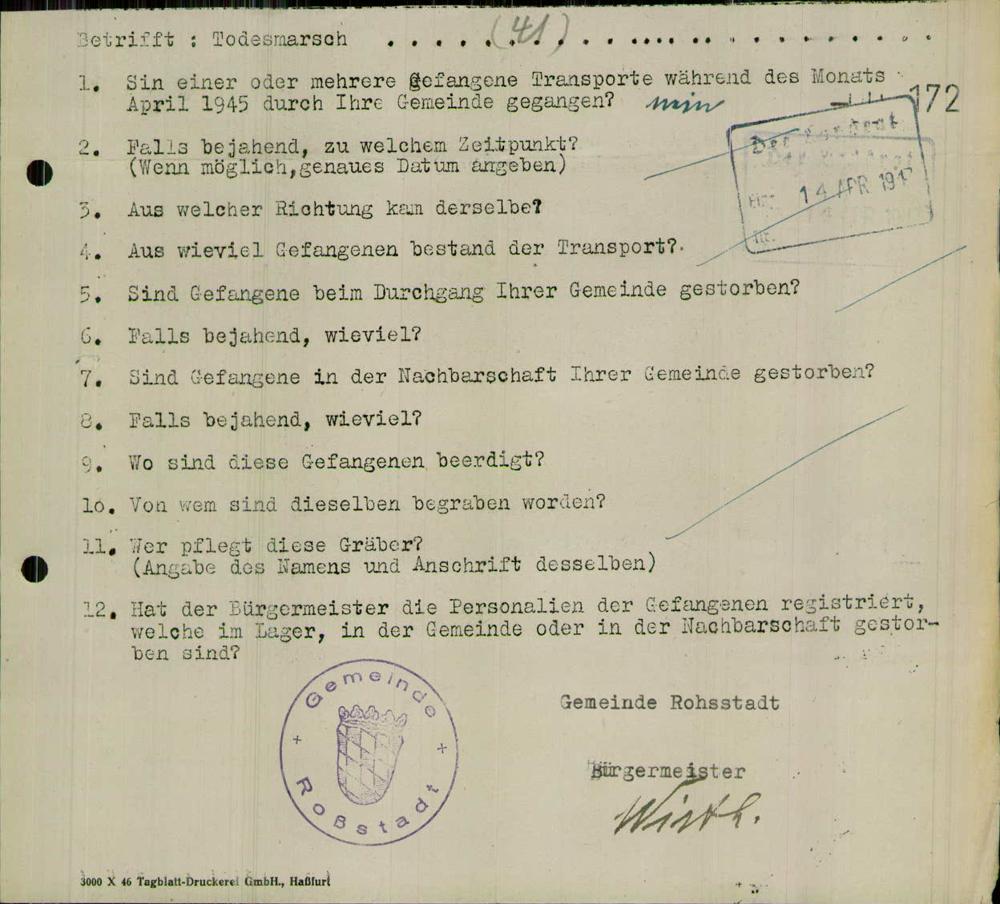 Betrifft : Todesmarsch . . . . . (41) . . . . . . . . . . . . . . . .
1. Sin einer oder mehrere gefangene Transporte während des Monats
April 1945 durch Ihre Gemeinde gegangen? nein
172
2. Falls bejahend, zu welchem Zeitpunkt?
(Wenn möglich,genaues Datum angeben)
Der Landrat
14 APR 194
3. Aus welcher Richtung kam derselbe?
4. Aus wieviel Gefangenen bestand der Transport?.
5. Sind Gefangene beim Durchgang Ihrer Gemeinde gestorben?
6. Falls bejahend, wieviel?
7. Sind Gefangene in der Nachbarschaft Ihrer Gemeinde gestorben?
8. Falls bejahend, wieviel?
9. Wo sind diese Gefangenen beerdigt?
10. Von wem sind dieselben begraben worden?
11. Wer pflegt diese Gräber?
(Angabe des Namens und Anschrift desselben)
12. Hat der Bürgermeister die Personalien der Gefangenen registriert,
welche im Lager, in der Gemeinde oder in der Nachbarschaft gestor-
ben sind?
Gemeinde
Roßstadt
Gemeinde Rohsstadt
Bürgermeister
Wirth.
3000 X 46 Tagblatt-Druckerei GmbH., Haßfurt